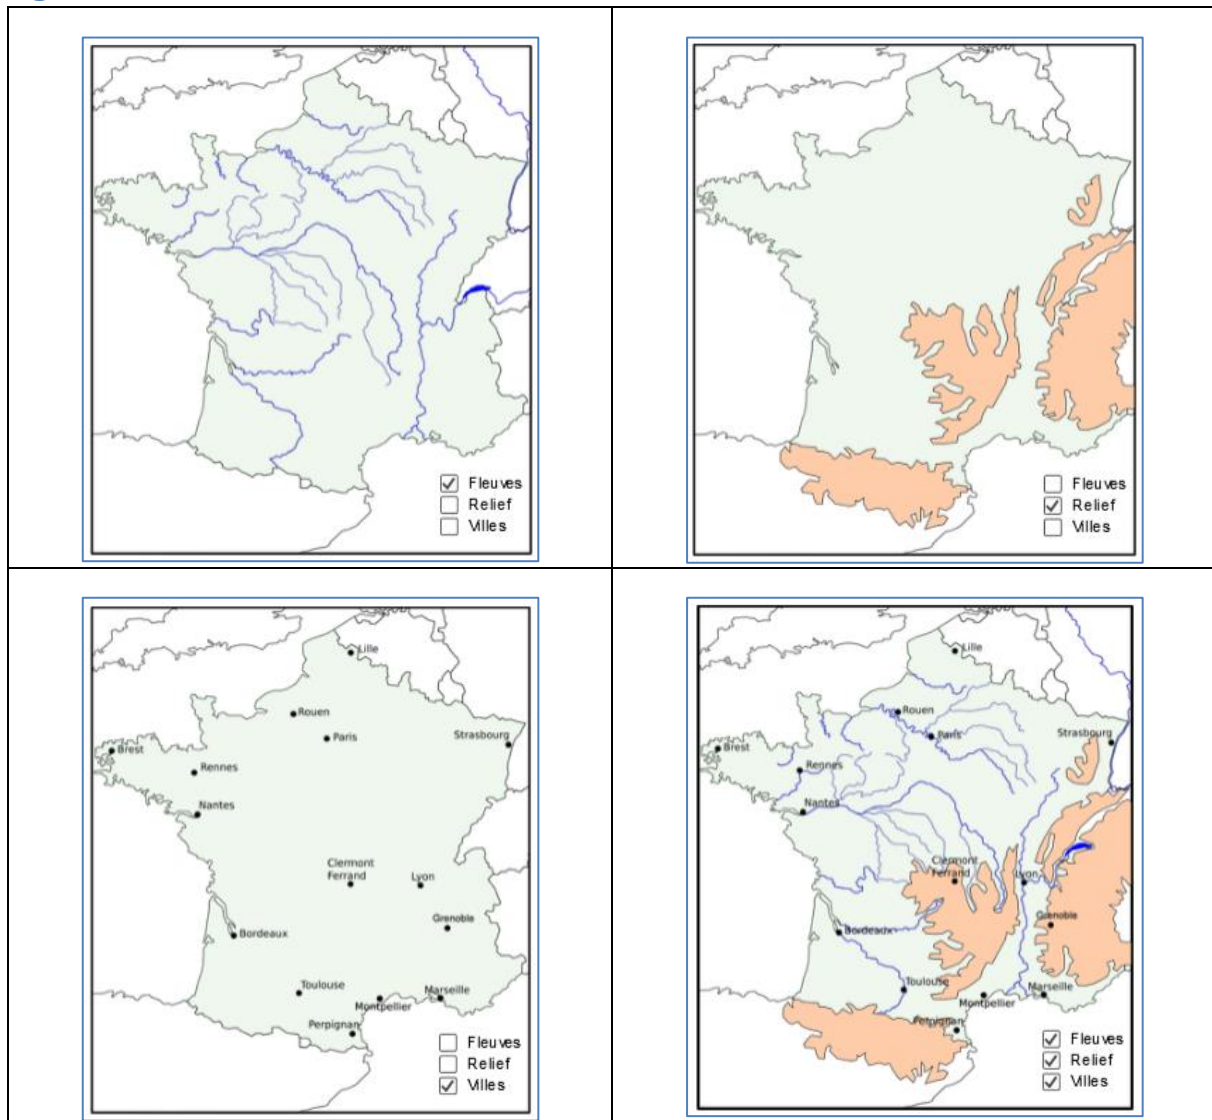 Fleuves
Relief
Villes
Fleuves
Relief
Villes
Lille
Rouen
Paris
Strasbourg
Brest
Rennes
Nantes
Clermont
Ferrand
Lyon
Grenoble
Bordeaux
Toulouse
Marseille
Montpellier
Perpignan
Fleuves
Relief
Villes
Lille
Rouen
Paris
Strasbourg
Brest
Rennes
Nantes
Clermont
Ferrand
Lyon
Grenoble
Bordeaux
Toulouse
Marseille
Montpellier
Perpignan
Fleuves
Relief
Villes